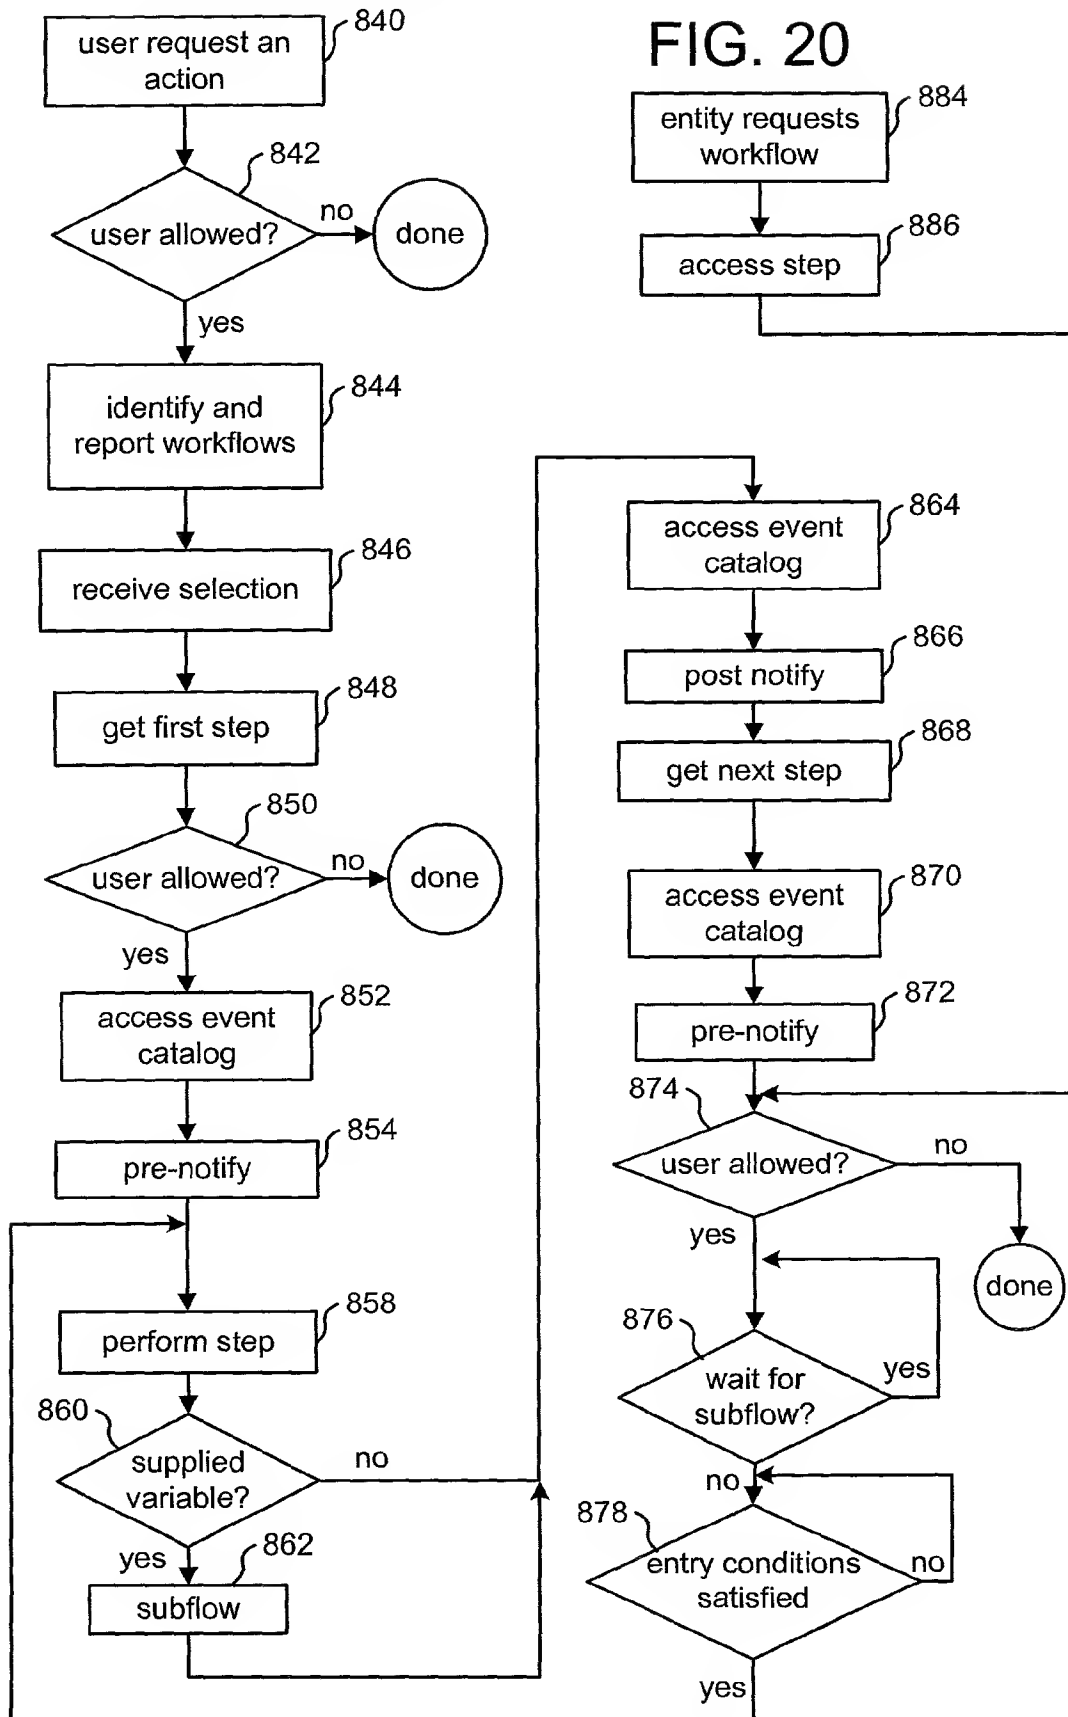 FIG. 20
user request an
action
840
842
user allowed?
no
done
yes
identify and
report workflows
844
receive selection
846
get first step
848
850
user allowed?
no
done
yes
access event
catalog
852
pre-notify
854
perform step
858
860
supplied
variable?
no
yes
862
subflow
entity requests
workflow
884
access step
886
access event
catalog
864
post notify
866
get next step
868
access event
catalog
870
pre-notify
872
874
user allowed?
no
done
yes
876
wait for
subflow?
yes
no
878
entry conditions
satisfied
no
yes